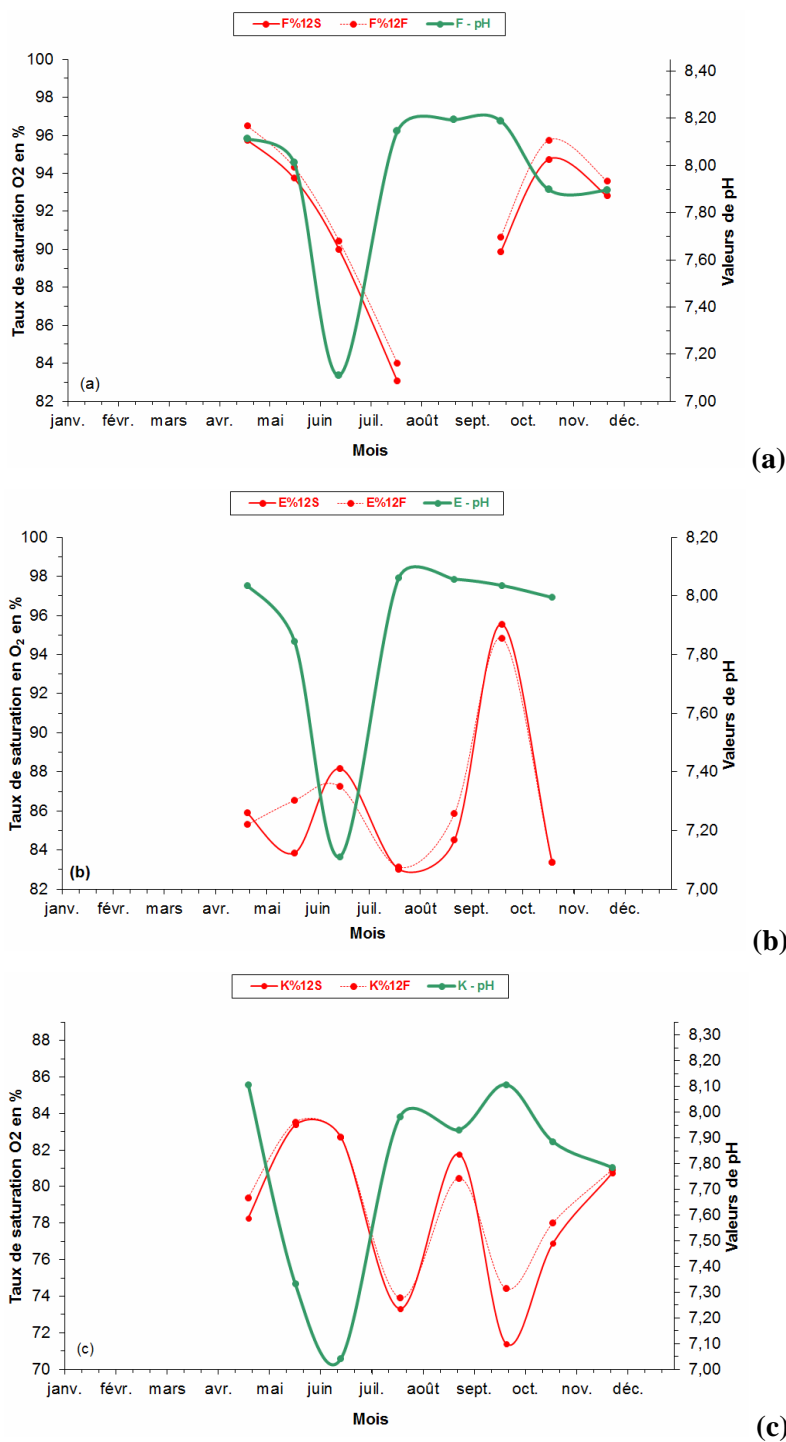 F%12S F%12F F - pH
Taux de saturation O2 en %
100
98
96
94
92
90
88
86
84
82
8,40
8,20
8,00
7,80
7,60
7,40
7,20
7,00
Valeurs de pH
(a)
janv. févr. mars avr. mai juin juil. août sept. oct. nov. déc.
Mois
(a)
E%12S E%12F E - pH
Taux de saturation en O₂ en %
100
98
96
94
92
90
88
86
84
82
8,20
8,00
7,80
7,60
7,40
7,20
7,00
Valeurs de pH
(b)
janv. févr. mars avr. mai juin juil. août sept. oct. nov. déc.
Mois
(b)
K%12S K%12F K - pH
Taux de saturation O2 en %
88
86
84
82
80
78
76
74
72
70
8,30
8,20
8,10
8,00
7,90
7,80
7,70
7,60
7,50
7,40
7,30
7,20
7,10
7,00
Valeurs de pH
(c)
janv. févr. mars avr. mai juin juil. août sept. oct. nov. déc.
Mois
(c)